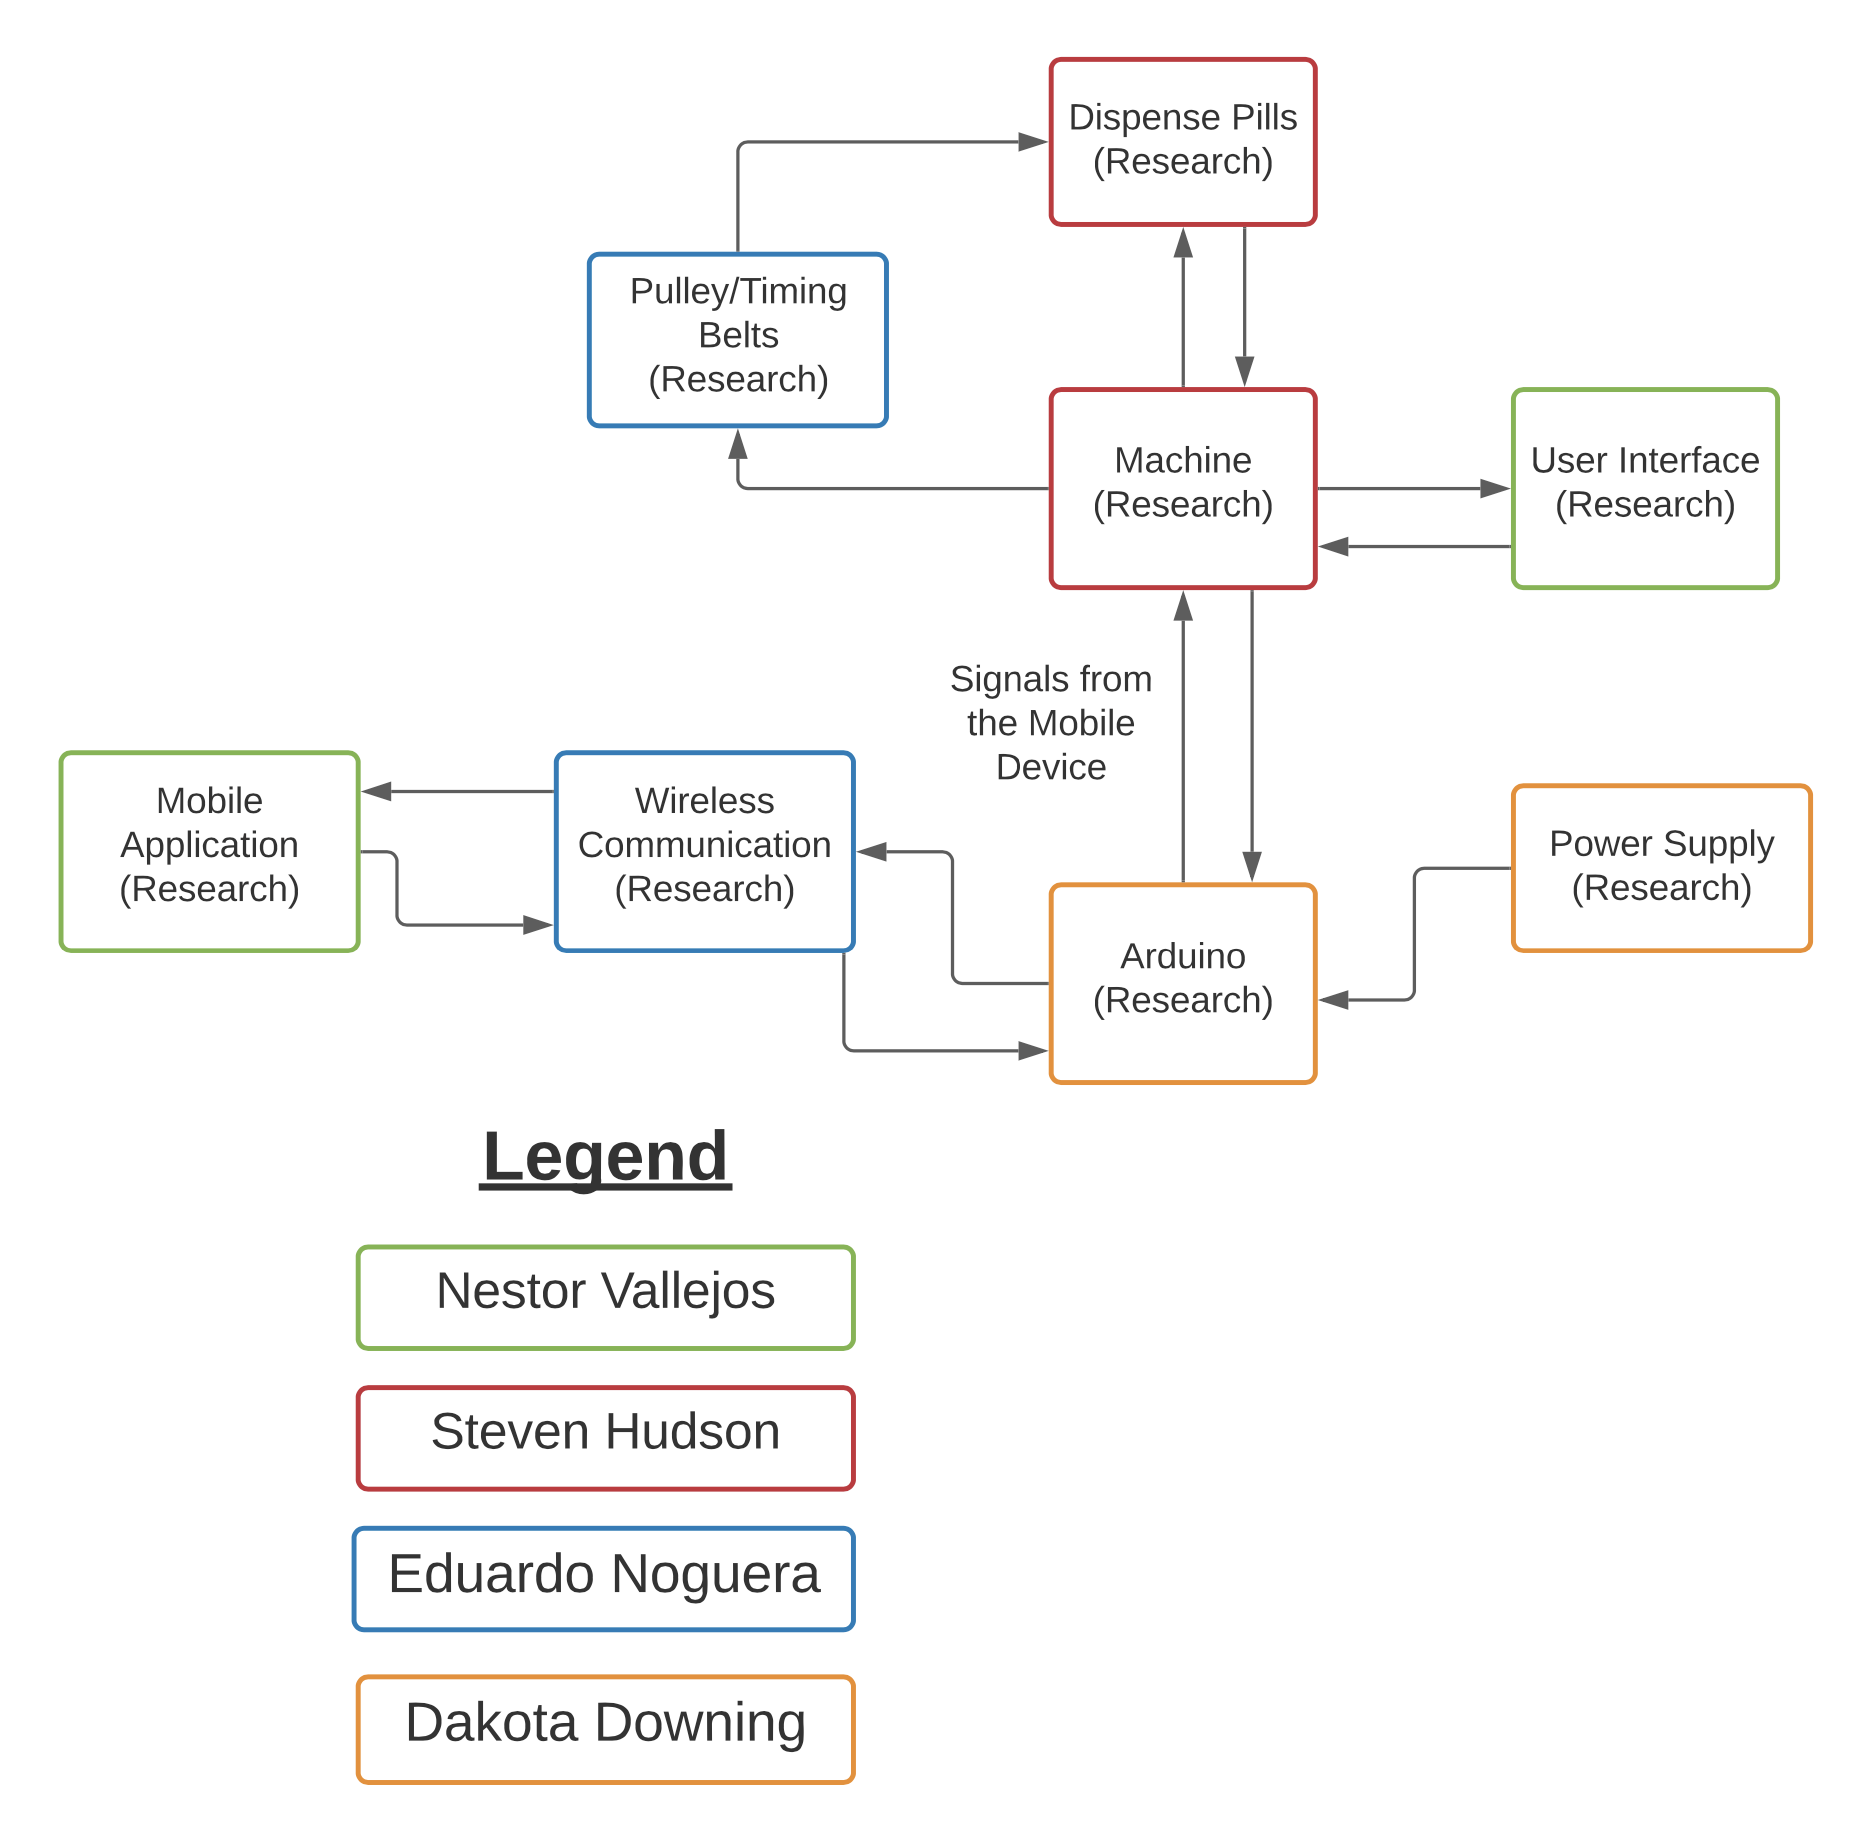 Dispense Pills
(Research)
Pulley/Timing
Belts
(Research)
Machine
(Research)
User Interface
(Research)
Signals from
the Mobile
Device
Mobile
Application
(Research)
Wireless
Communication
(Research)
Power Supply
(Research)
Arduino
(Research)
Legend
Nestor Vallejos
Steven Hudson
Eduardo Noguera
Dakota Downing